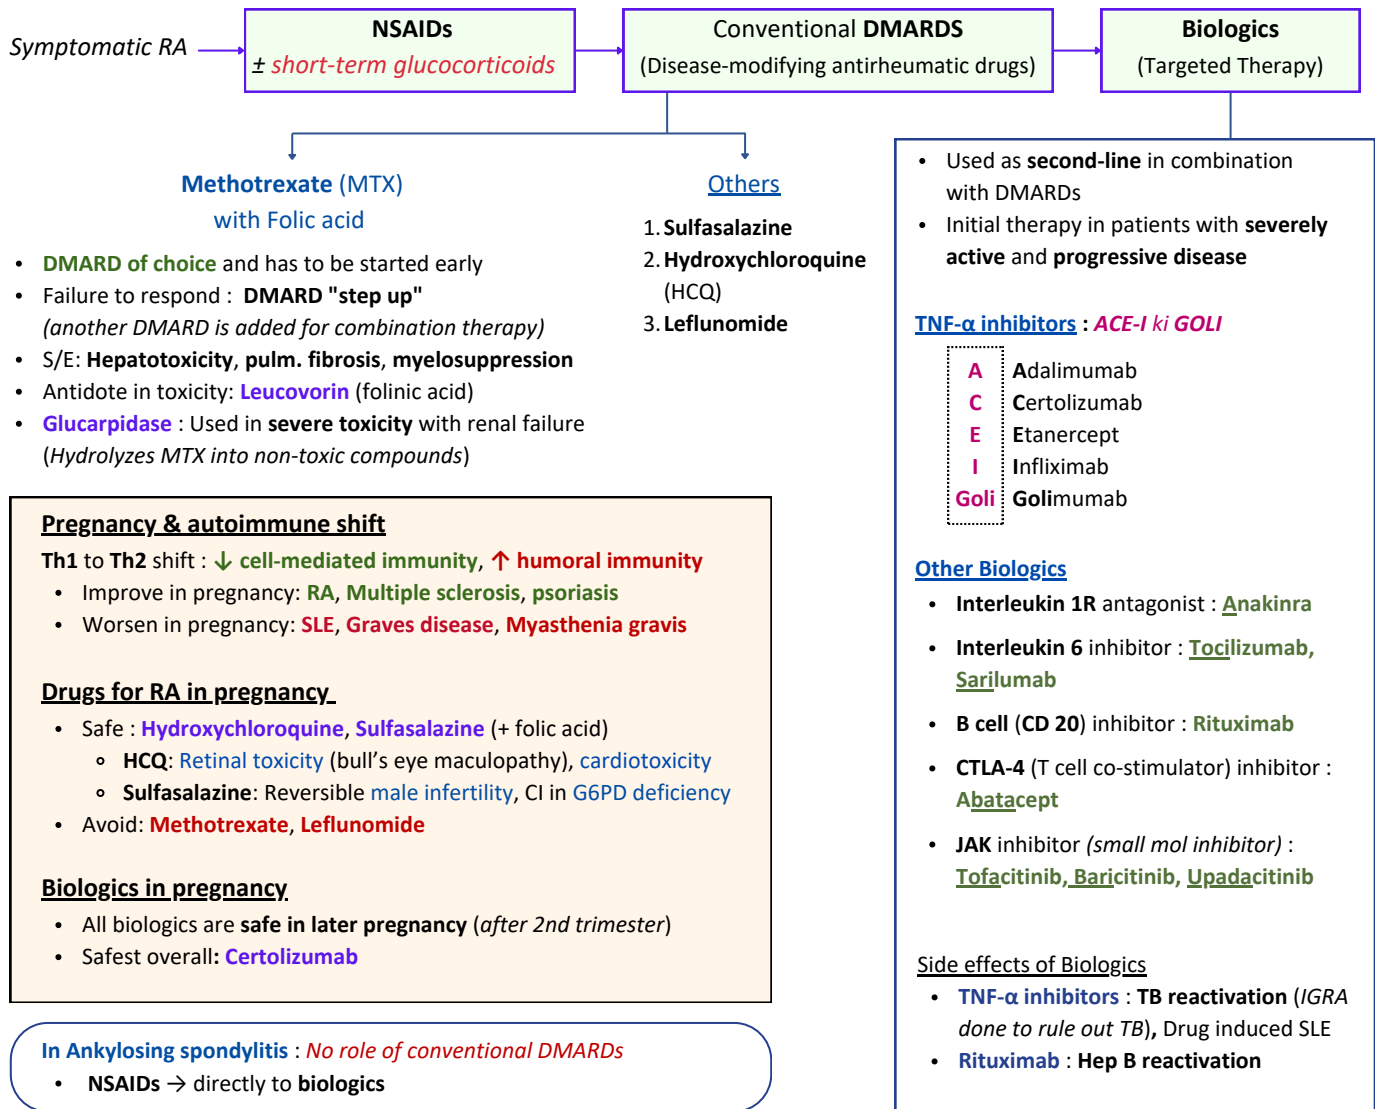 Symptomatic RA
NSAIDs
± short-term glucocorticoids
Conventional DMARDS
(Disease-modifying antirheumatic drugs)
Biologics
(Targeted Therapy)
Methotrexate (MTX)
with Folic acid
• DMARD of choice and has to be started early
• Failure to respond : DMARD "step up"
(another DMARD is added for combination therapy)
• S/E: Hepatotoxicity, pulm. fibrosis, myelosuppression
• Antidote in toxicity: Leucovorin (folinic acid)
• Glucarpidase : Used in severe toxicity with renal failure
(Hydrolyzes MTX into non-toxic compounds)
Others
1. Sulfasalazine
2. Hydroxychloroquine
(HCQ)
3. Leflunomide
Pregnancy & autoimmune shift
Th1 to Th2 shift : ↓ cell-mediated immunity, ↑ humoral immunity
• Improve in pregnancy: RA, Multiple sclerosis, psoriasis
• Worsen in pregnancy: SLE, Graves disease, Myasthenia gravis
Drugs for RA in pregnancy
• Safe : Hydroxychloroquine, Sulfasalazine (+ folic acid)
⚬ HCQ: Retinal toxicity (bull's eye maculopathy), cardiotoxicity
⚬ Sulfasalazine: Reversible male infertility, CI in G6PD deficiency
• Avoid: Methotrexate, Leflunomide
Biologics in pregnancy
• All biologics are safe in later pregnancy (after 2nd trimester)
• Safest overall: Certolizumab
In Ankylosing spondylitis : No role of conventional DMARDs
• NSAIDs → directly to biologics
• Used as second-line in combination
with DMARDs
• Initial therapy in patients with severely
active and progressive disease
TNF-α inhibitors : ACE-I ki GOLI
A Adalimumab
C Certolizumab
E Etanercept
I Infliximab
Goli Golimumab
Other Biologics
• Interleukin 1R antagonist : Anakinra
• Interleukin 6 inhibitor : Tocilizumab,
Sarilumab
• B cell (CD 20) inhibitor : Rituximab
• CTLA-4 (T cell co-stimulator) inhibitor :
Abatacept
• JAK inhibitor (small mol inhibitor) :
Tofacitinib, Baricitinib, Upadacitinib
Side effects of Biologics
• TNF-α inhibitors : TB reactivation (IGRA
done to rule out TB), Drug induced SLE
• Rituximab : Hep B reactivation